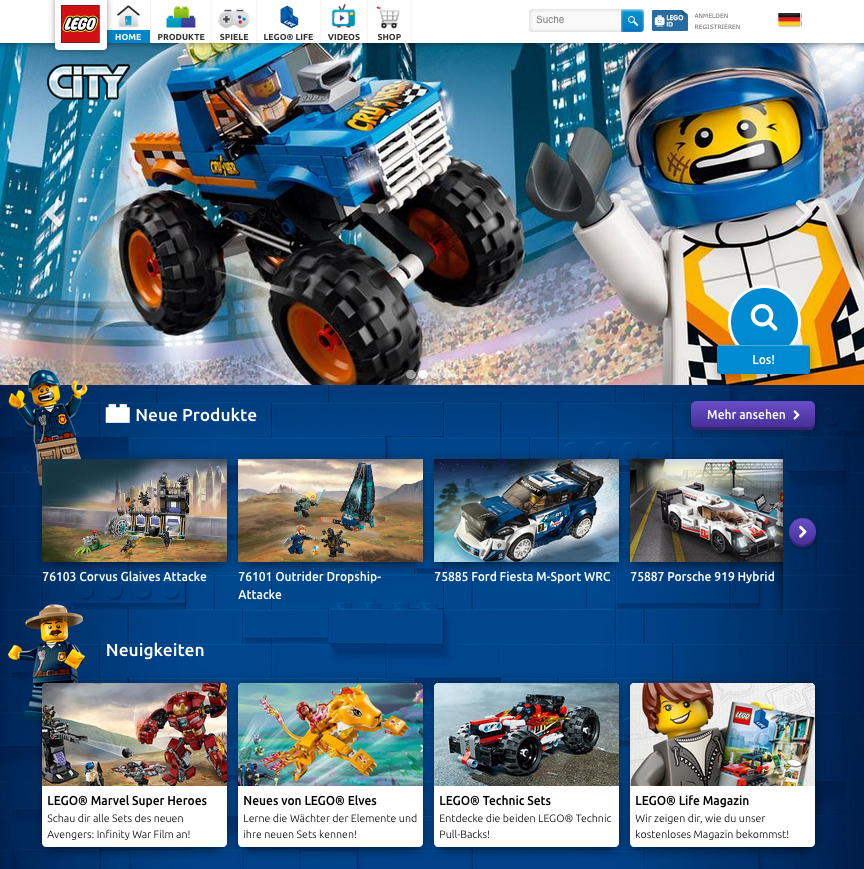 LEGO
HOME
PRODUKTE
SPIELE
LEGO® LIFE
VIDEOS
SHOP
Suche
LEGO ID
ANMELDEN
REGISTRIEREN
CITY
Los!
Neue Produkte
Mehr ansehen
76103 Corvus Glaives Attacke
76101 Outrider Dropship-
Attacke
75885 Ford Fiesta M-Sport WRC
75887 Porsche 919 Hybrid
Neuigkeiten
LEGO® Marvel Super Heroes
Schau dir alle Sets des neuen
Avengers: Infinity War Film an!
Neues von LEGO® Elves
Lerne die Wächter der Elemente und
ihre neuen Sets kennen!
LEGO® Technic Sets
Entdecke die beiden LEGO® Technic
Pull-Backs!
LEGO® Life Magazin
Wir zeigen dir, wie du unser
kostenloses Magazin bekommst!